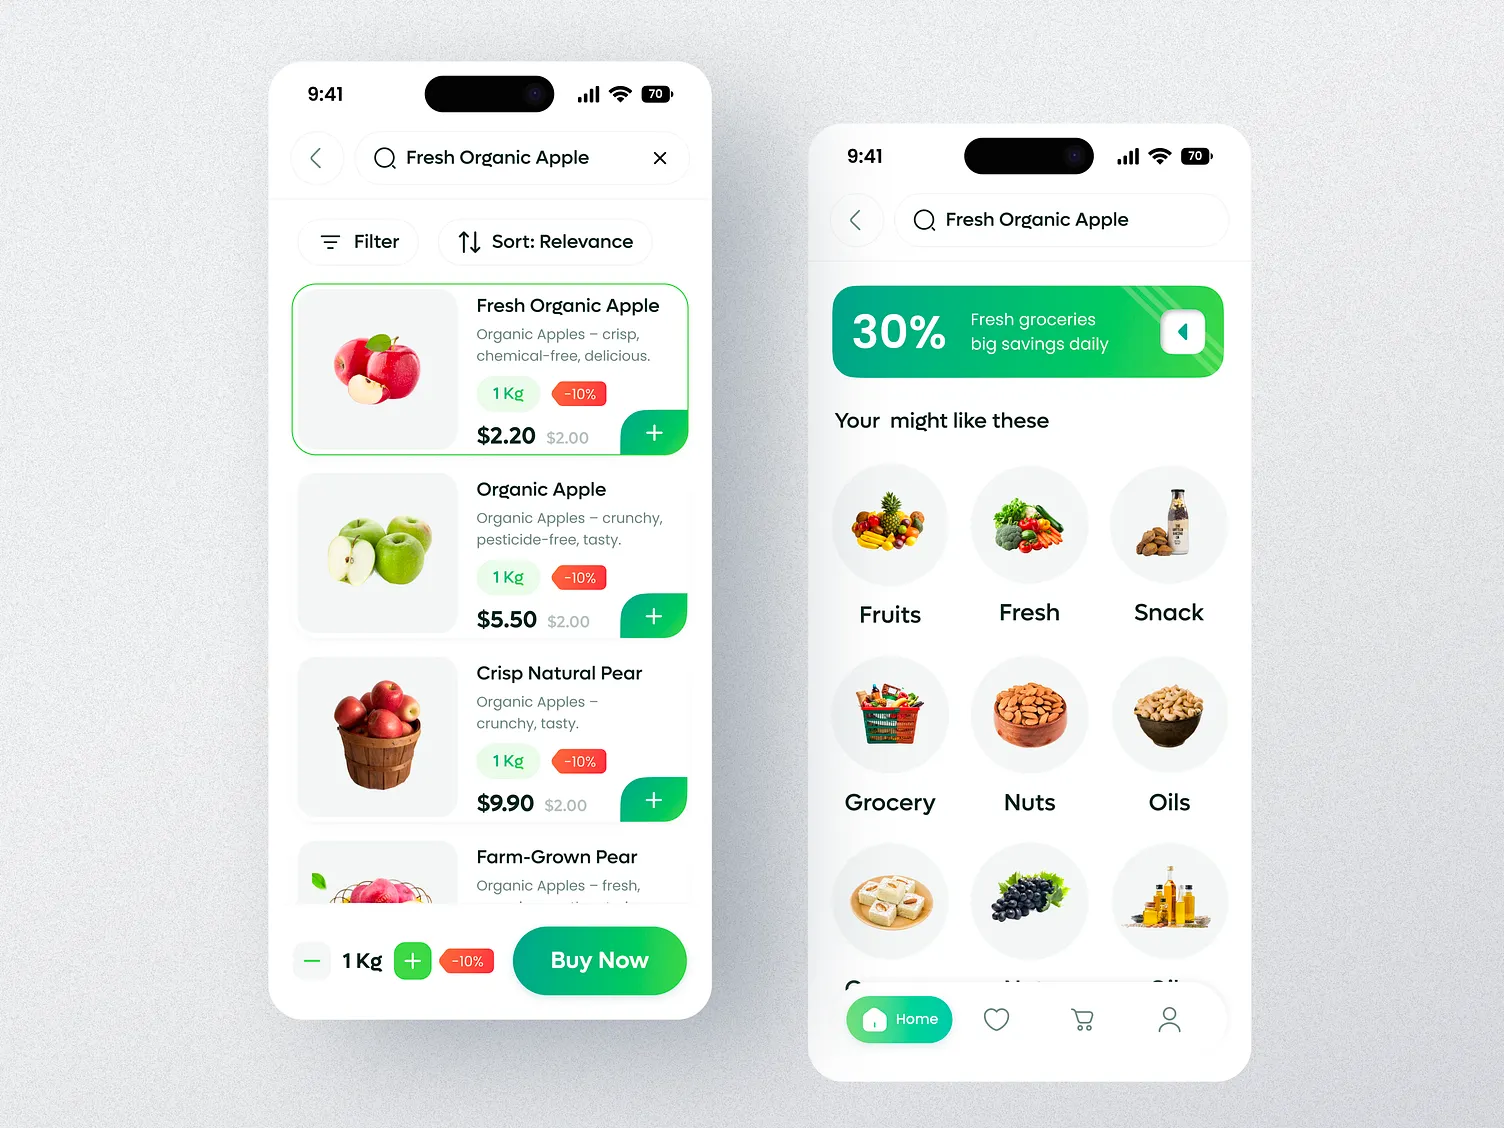 9:41
70
Fresh Organic Apple
Filter
Sort: Relevance
Fresh Organic Apple
Organic Apples – crisp,
chemical-free, delicious.
1 Kg
-10%
$2.20 $2.00
Organic Apple
Organic Apples – crunchy,
pesticide-free, tasty.
1 Kg
-10%
$5.50 $2.00
Crisp Natural Pear
Organic Apples –
crunchy, tasty.
1 Kg
-10%
$9.90 $2.00
Farm-Grown Pear
Organic Apples – fresh,
1 Kg
-10%
Buy Now
9:41
70
Fresh Organic Apple
30%
Fresh groceries
big savings daily
Your might like these
Fruits
Fresh
Snack
Grocery
Nuts
Oils
Home